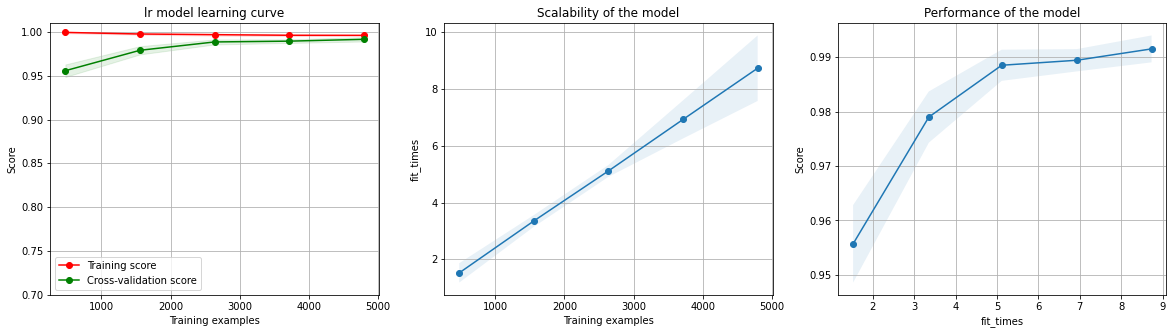 lr model learning curve
1.00
0.95
0.90
0.85
0.80
0.75
0.70
Score
Training score
Cross-validation score
1000 2000 3000 4000 5000
Training examples
Scalability of the model
10
8
6
4
2
fit_times
1000 2000 3000 4000 5000
Training examples
Performance of the model
0.99
0.98
0.97
0.96
0.95
Score
2 3 4 5 6 7 8 9
fit_times